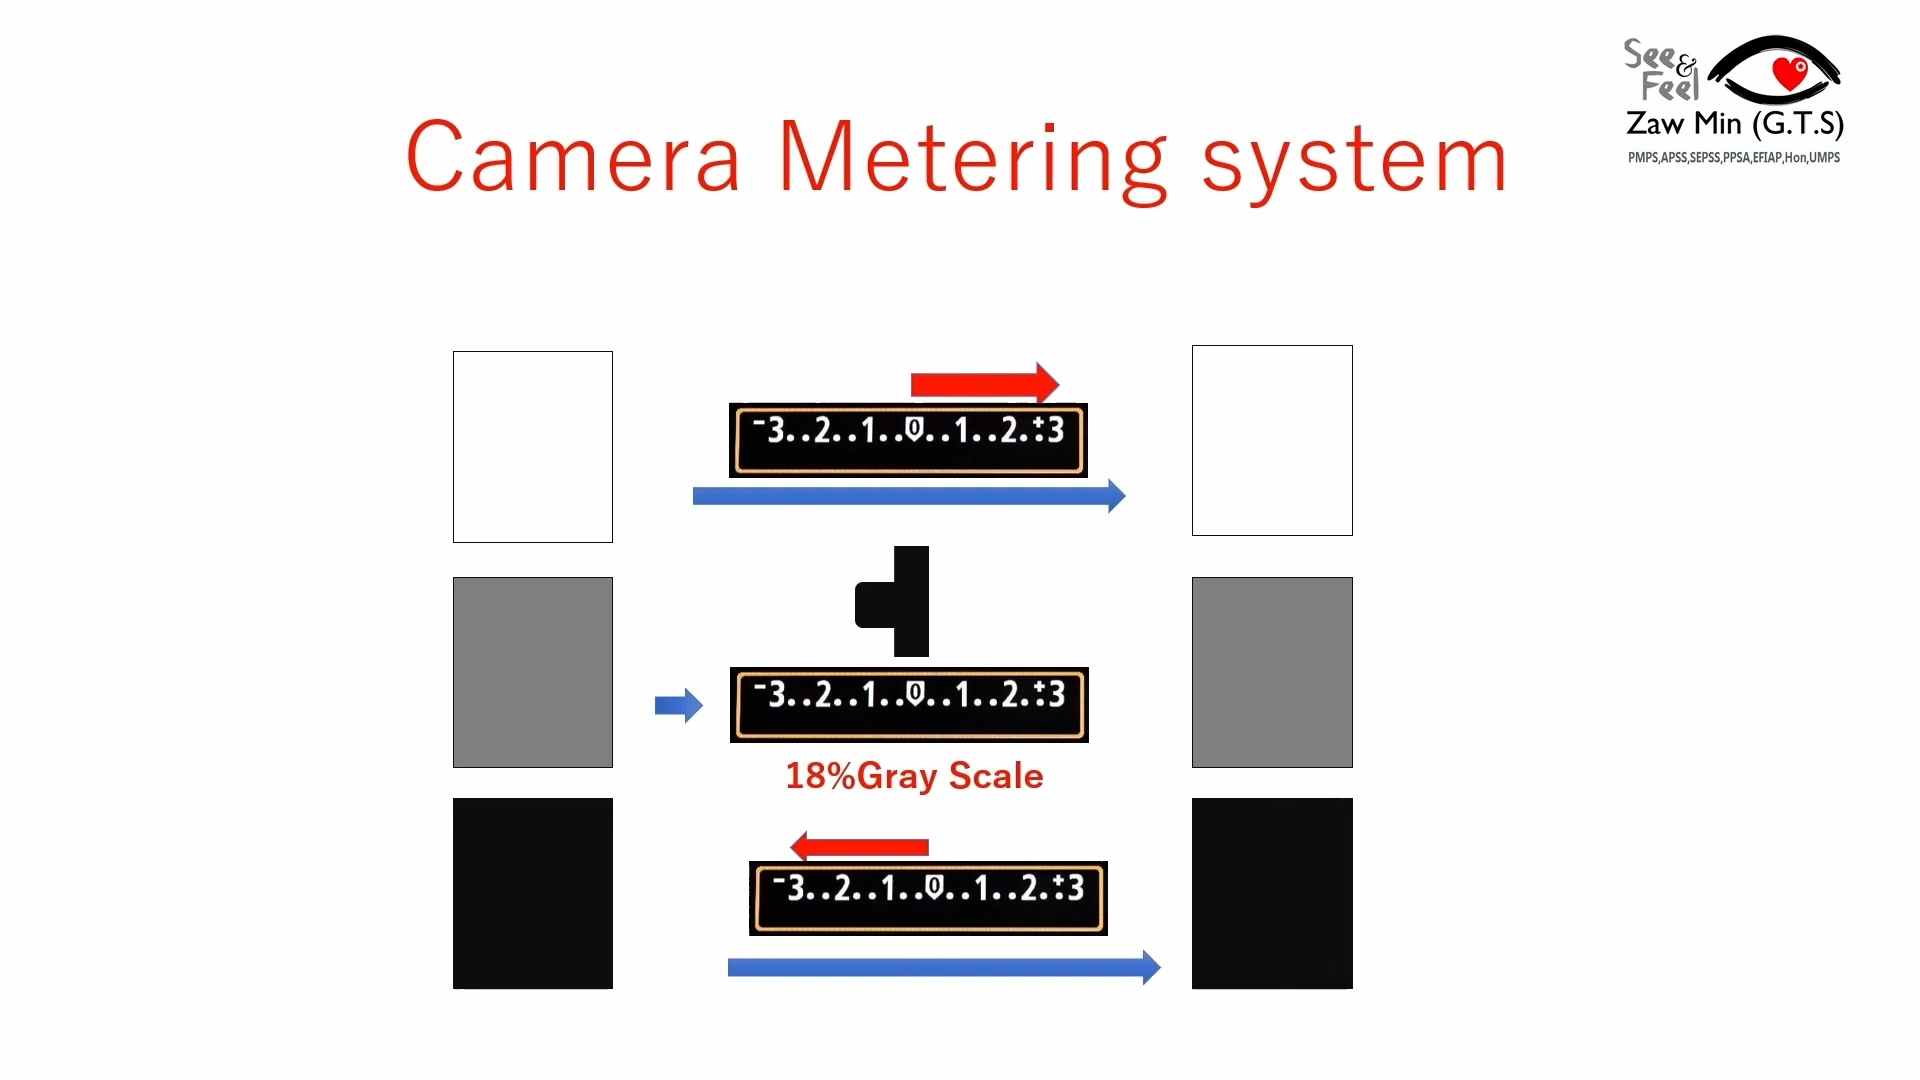 See &
Feel
Zaw Min (G.T.S)
PMPS,APSS,SEPSS,PPSA,EFIAP,Hon,UMPS
Camera Metering system
-3..2..1..0..1..2.:+3
-3..2..1..0..1..2.:+3
18%Gray Scale
-3..2..1..0..1..2.:+3